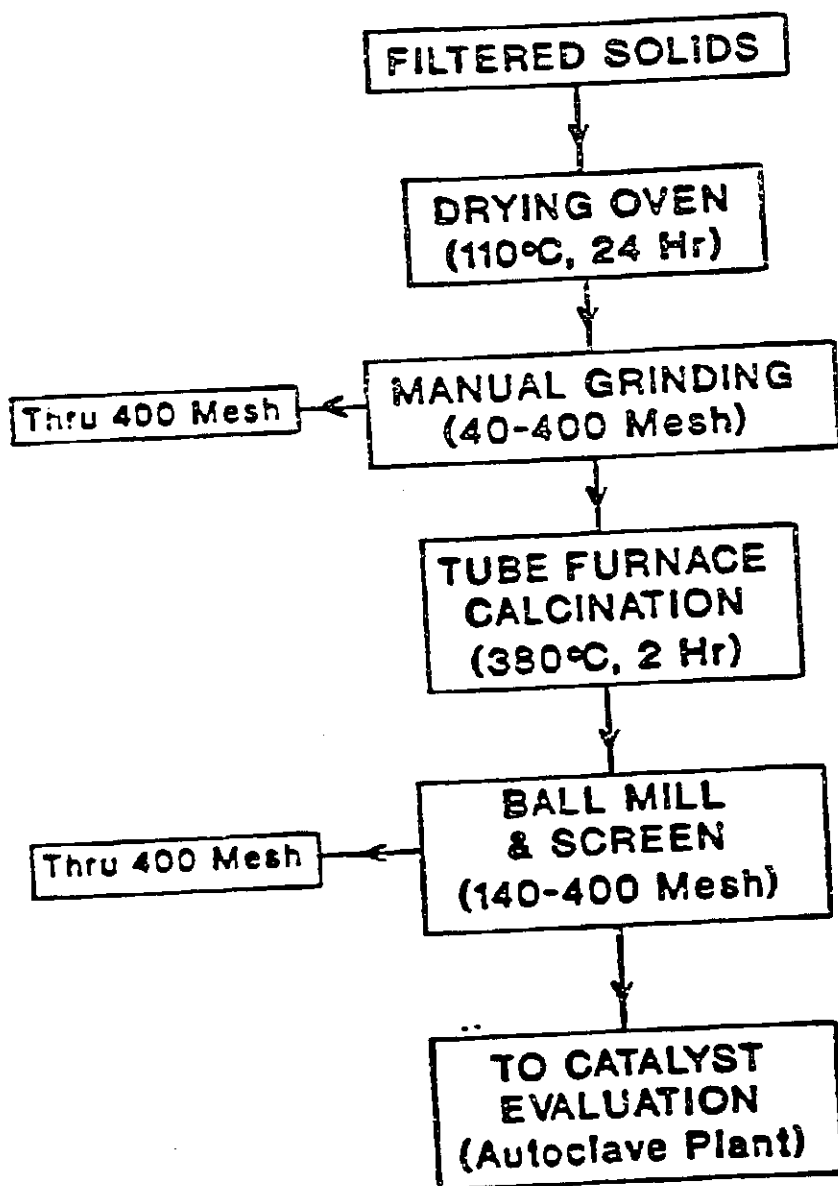 FILTERED SOLIDS
DRYING OVEN
(110°C, 24 Hr)
MANUAL GRINDING
(40-400 Mesh)
Thru 400 Mesh
TUBE FURNACE
CALCINATION
(380°C, 2 Hr)
BALL MILL
& SCREEN
(140-400 Mesh)
Thru 400 Mesh
TO CATALYST
EVALUATION
(Autoclave Plant)